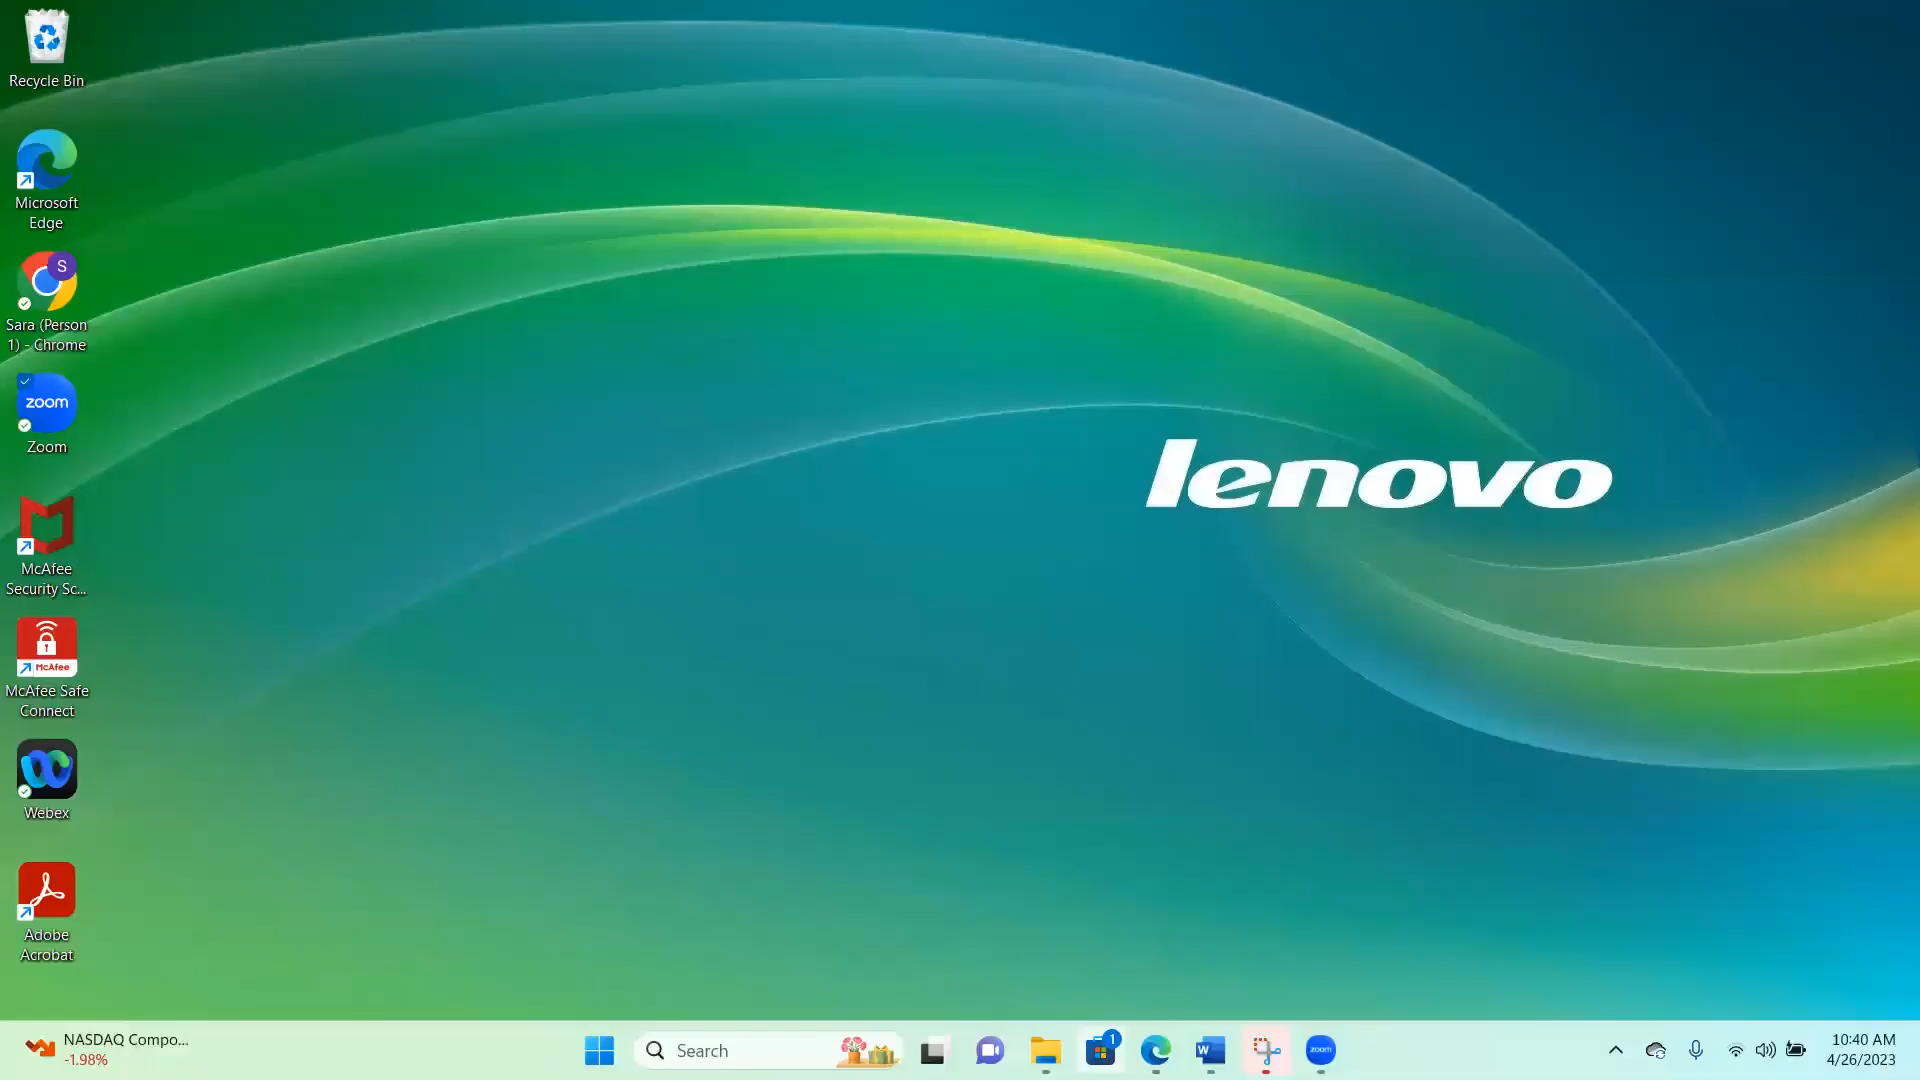 Recycle Bin
Microsoft
Edge
S
Sara (Person
1) - Chrome
zoom
Zoom
McAfee
Security Sc...
McAfee
McAfee Safe
Connect
Webex
Adobe
Acrobat
lenovo
NASDAQ Compo...
-1.98%
Search
1
W
zoom
10:40 AM
4/26/2023